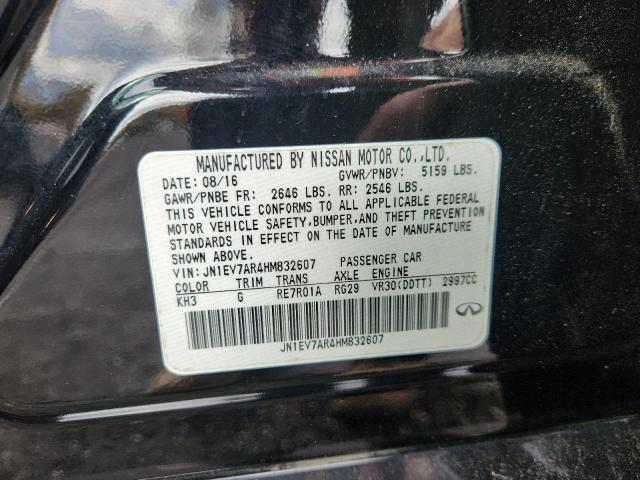 MANUFACTURED BY NISSAN MOTOR CO.,LTD.
DATE: 08/16 GVWR/PNBV: 5159 LBS.
GAWR/PNBE FR: 2646 LBS. RR: 2546 LBS.
THIS VEHICLE CONFORMS TO ALL APPLICABLE FEDERAL
MOTOR VEHICLE SAFETY, BUMPER, AND THEFT PREVENTION
STANDARDS IN EFFECT ON THE DATE OF MANUFACTURE
SHOWN ABOVE.
VIN: JN1EV7AR4HM832607 PASSENGER CAR
COLOR TRIM TRANS AXLE ENGINE
KH3 G RE7R01A RG29 VR30(DDTT) 2997CC
JN1EV7AR4HM832607